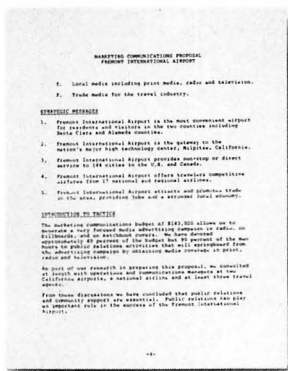 MARKETING COMMUNICATIONS PROPOSAL
FREMONT INTERNATIONAL AIRPORT
E. Local media including print media, radio and television.
F. Trade media for the travel industry.
STRATEGIC MESSAGES
1. Fremont International Airport is the most convenient airport
for residents and visitors in the two counties including
Santa Clara and Alameda counties.
2. Fremont International Airport is the gateway to the
nation's major high technology center, Milpitas, California.
3. Fremont International Airport provides non-stop or direct
service to 144 cities in the U.S. and Canada.
4. Fremont International Airport offers travelers competitive
airfares from 17 national and regional airlines.
5. Fremont International Airport attracts and promotes trade
in the area, providing jobs and a stronger local economy.
INTRODUCTION TO TACTICS
The marketing communications budget of allows us to
generate a very focused media advertising campaign in radio, on
billboards, and on matchbook covers. We have devoted
approximately 40 percent of the budget but 90 percent of the man
hours to public relations activities that will springboard from
the advertising campaign by obtaining media coverage in print
radio and television.
As part of our research in preparing this proposal, we consulted
at length with operations and communications managers at two
California airports, a national airline and at least three travel
agents.
From those discussions we have concluded that public relations
and community support are essential. Public relations can play
an important role in the success of the Fremont International
Airport.
-4-